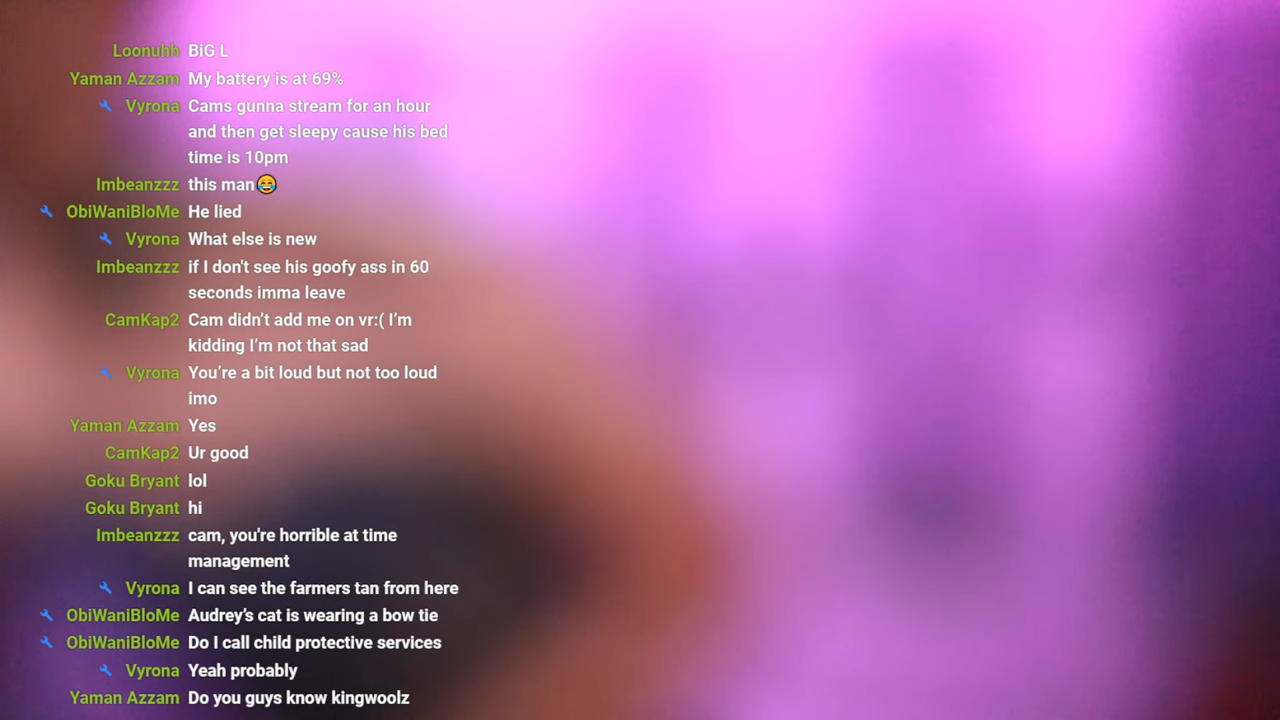 Loonuhh BiG L
Yaman Azzam My battery is at 69%
Vyrona Cams gunna stream for an hour
and then get sleepy cause his bed
time is 10pm
Imbeanzzz this man😂
ObiWaniBloMe He lied
Vyrona What else is new
Imbeanzzz if I don't see his goofy ass in 60
seconds imma leave
CamKap2 Cam didn’t add me on vr:( I’m
kidding I’m not that sad
Vyrona You’re a bit loud but not too loud
imo
Yaman Azzam Yes
CamKap2 Ur good
Goku Bryant lol
Goku Bryant hi
Imbeanzzz cam, you're horrible at time
management
Vyrona I can see the farmers tan from here
ObiWaniBloMe Audrey’s cat is wearing a bow tie
ObiWaniBloMe Do I call child protective services
Vyrona Yeah probably
Yaman Azzam Do you guys know kingwoolz